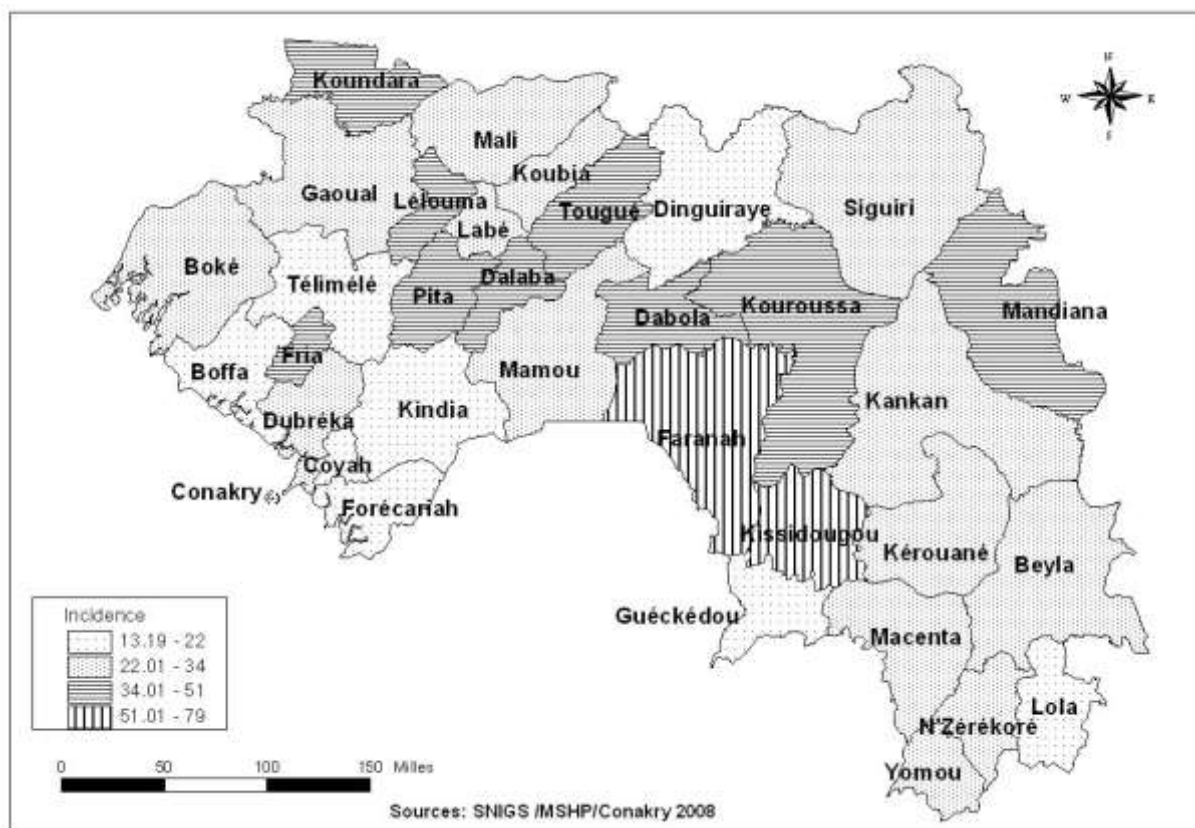 N
W E
S
Koundara
Mali
Koubia
Gaoual
Lélouma
Tougué
Dinguiraye
Siguiri
Labé
Boké
Télimélé
Dalaba
Pita
Dabola
Kouroussa
Mandiana
Fria
Boffa
Mamou
Kankan
Kindia
Dubréka
Faranah
Coyah
Conakry
Forécariah
Kissidougou
Kérouané
Beyla
Guéckédou
Macenta
Lola
N'Zérékoré
Yomou
Incidence
13.19 - 22
22.01 - 34
34.01 - 51
51.01 - 79
0 50 100 150 Milles
Sources: SNIGS /MSHP/Conakry 2008